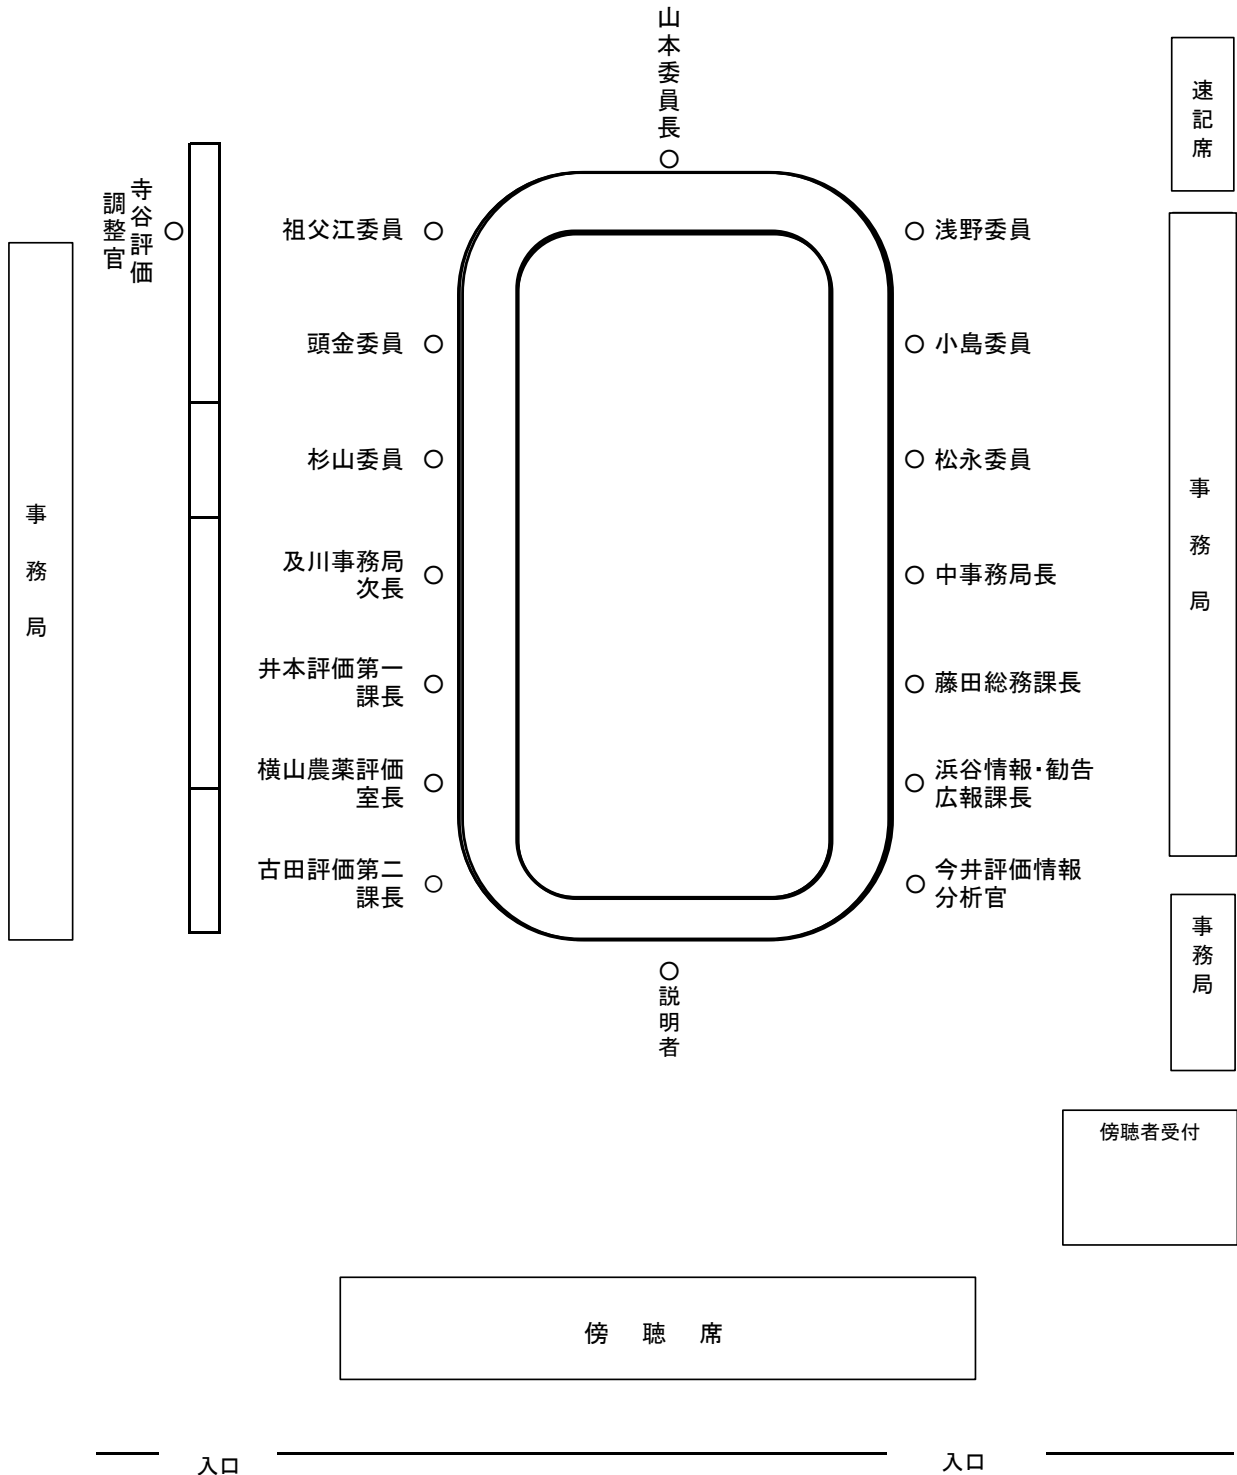 山本委員長
速記席
寺谷評価
調整官
祖父江委員
浅野委員
頭金委員
小島委員
杉山委員
松永委員
事務局
事務局
及川事務局
次長
中事務局長
井本評価第一
課長
藤田総務課長
横山農薬評価
室長
浜谷情報・勧告
広報課長
古田評価第二
課長
今井評価情報
分析官
事務局
説明者
傍聴者受付
傍聴席
入口
入口